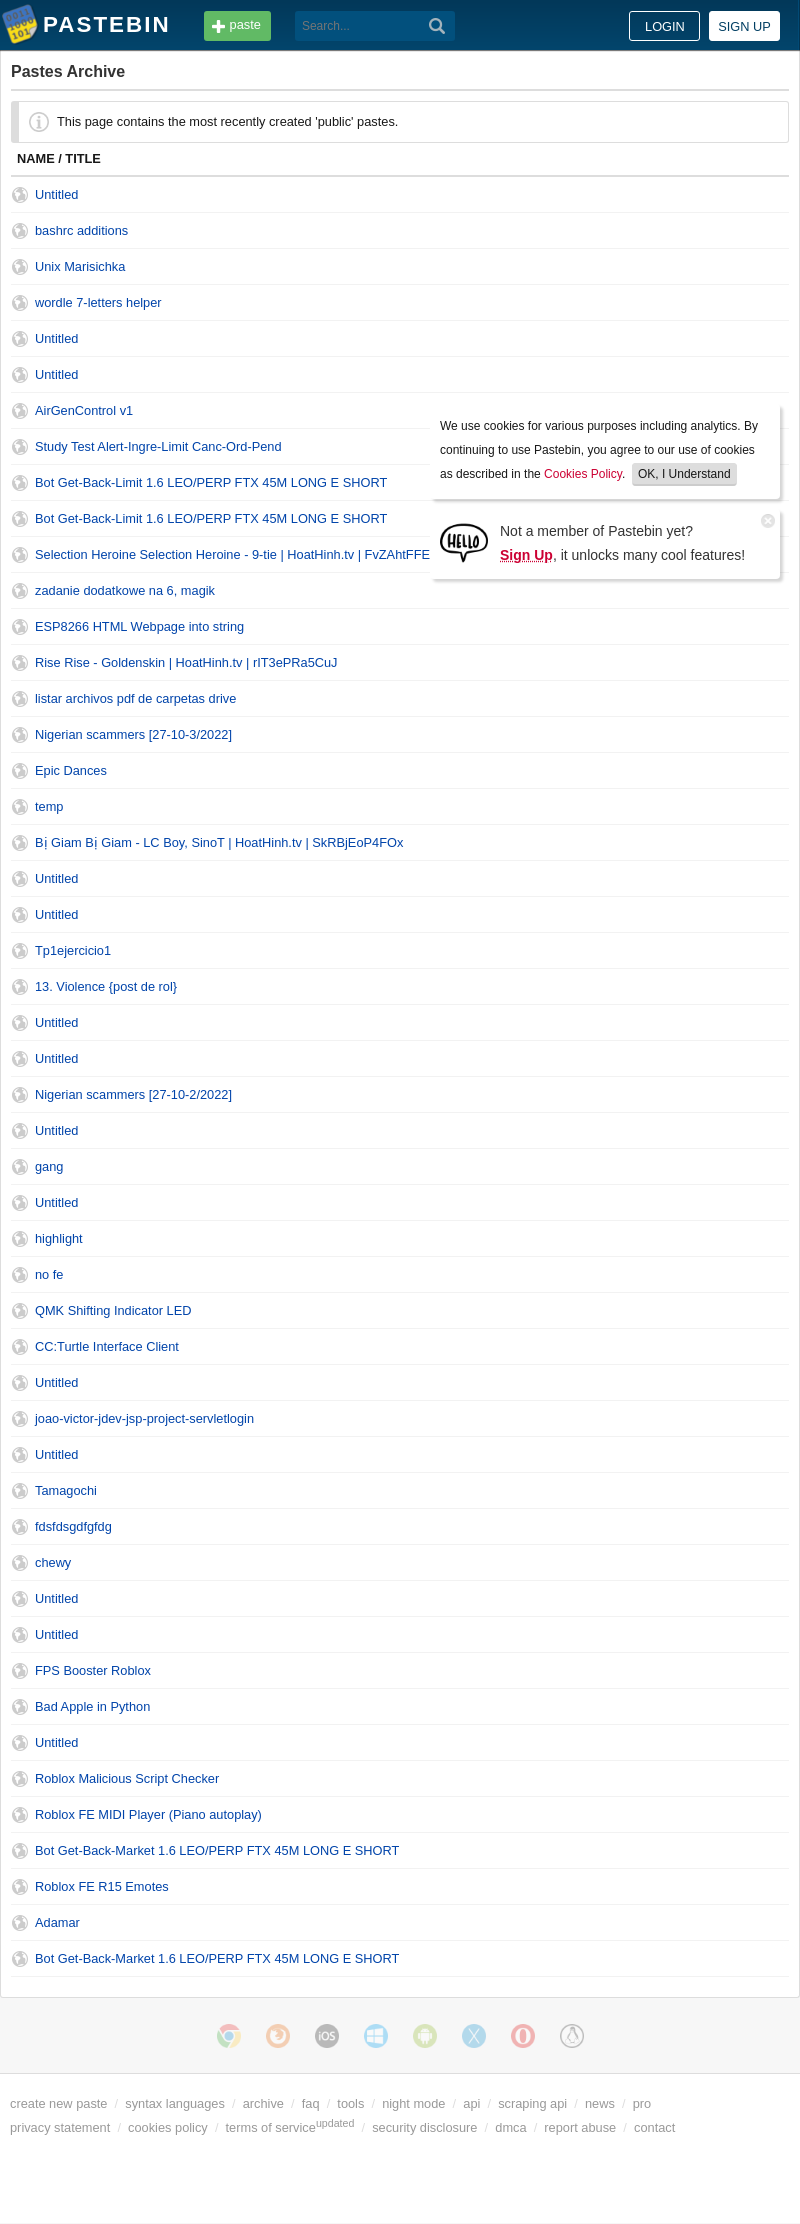 PASTEBIN
paste
Search...
LOGIN
SIGN UP
Pastes Archive
This page contains the most recently created 'public' pastes.
NAME / TITLE
Untitled
bashrc additions
Unix Marisichka
wordle 7-letters helper
Untitled
Untitled
AirGenControl v1
Study Test Alert-Ingre-Limit Canc-Ord-Pend
Bot Get-Back-Limit 1.6 LEO/PERP FTX 45M LONG E SHORT
Bot Get-Back-Limit 1.6 LEO/PERP FTX 45M LONG E SHORT
Selection Heroine Selection Heroine - 9-tie | HoatHinh.tv | FvZAhtFFE
We use cookies for various purposes including analytics. By
continuing to use Pastebin, you agree to our use of cookies
as described in the Cookies Policy. OK, I Understand
HELLO
Not a member of Pastebin yet?
Sign Up, it unlocks many cool features!
zadanie dodatkowe na 6, magik
ESP8266 HTML Webpage into string
Rise Rise - Goldenskin | HoatHinh.tv | rIT3ePRa5CuJ
listar archivos pdf de carpetas drive
Nigerian scammers [27-10-3/2022]
Epic Dances
temp
Bị Giam Bị Giam - LC Boy, SinoT | HoatHinh.tv | SkRBjEoP4FOx
Untitled
Untitled
Tp1ejercicio1
13. Violence {post de rol}
Untitled
Untitled
Nigerian scammers [27-10-2/2022]
Untitled
gang
Untitled
highlight
no fe
QMK Shifting Indicator LED
CC:Turtle Interface Client
Untitled
joao-victor-jdev-jsp-project-servletlogin
Untitled
Tamagochi
fdsfdsgdfgfdg
chewy
Untitled
Untitled
FPS Booster Roblox
Bad Apple in Python
Untitled
Roblox Malicious Script Checker
Roblox FE MIDI Player (Piano autoplay)
Bot Get-Back-Market 1.6 LEO/PERP FTX 45M LONG E SHORT
Roblox FE R15 Emotes
Adamar
Bot Get-Back-Market 1.6 LEO/PERP FTX 45M LONG E SHORT
iOS
create new paste / syntax languages / archive / faq / tools / night mode / api / scraping api / news / pro
privacy statement / cookies policy / terms of service updated / security disclosure / dmca / report abuse / contact